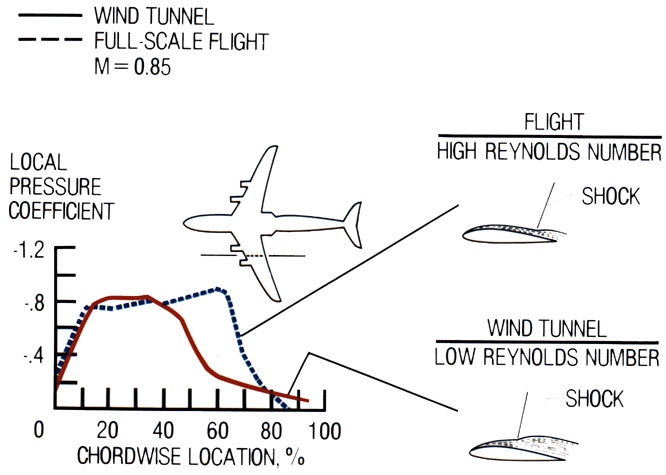 WIND TUNNEL
FULL-SCALE FLIGHT
M = 0.85
FLIGHT
HIGH REYNOLDS NUMBER
SHOCK
LOCAL
PRESSURE
COEFFICIENT
-1.2
-.8
-.4
0 20 40 60 80 100
CHORDWISE LOCATION, %
WIND TUNNEL
LOW REYNOLDS NUMBER
SHOCK